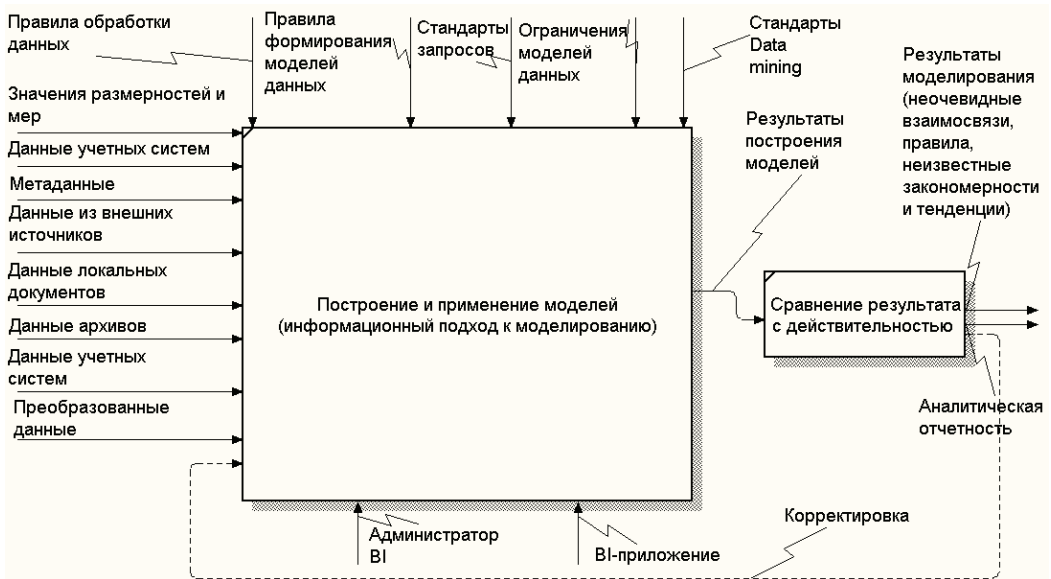 Правила обработки
данных
Правила
формирования
моделей
данных
Стандарты
запросов
Ограничения
моделей
данных
Стандарты
Data
mining
Значения размерностей и
мер
Данные учетных систем
Метаданные
Данные из внешних
источников
Данные локальных
документов
Данные архивов
Данные учетных
систем
Преобразованные
данные
Построение и применение моделей
(информационный подход к моделированию)
Результаты
построения
моделей
Результаты
моделирования
(неочевидные
взаимосвязи,
правила,
неизвестные
закономерности
и тенденции)
Сравнение результата
с действительностью
Аналитическая
отчетность
Администратор
BI
BI-приложение
Корректировка